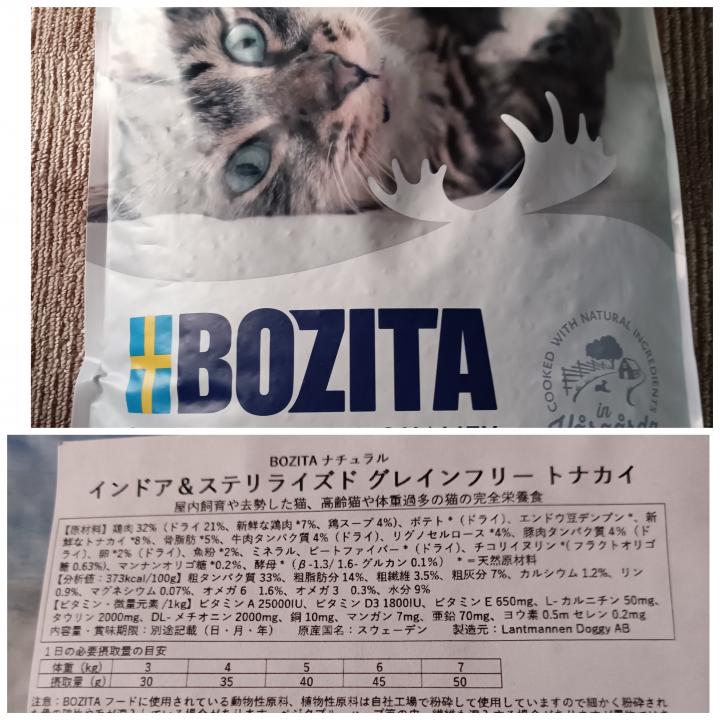 BOZITA
COOKED WITH NATURAL INGREDIENTS
in
BOZITA ナチュラル
インドア＆ステリライズド グレインフリー トナカイ
屋内飼育や去勢した猫、高齢猫や体重過多の猫の完全栄養食
【原材料】鶏肉 32%（ドライ 21%、新鮮な鶏肉 *7%、鶏スープ 4%）、ポテト *（ドライ）、エンドウ豆デンプン *、新
鮮なトナカイ *8%、骨脂肪 *5%、牛肉タンパク質 4%（ドライ）、リグノセルロース *4%、豚肉タンパク質 4%（ド
ライ）、卵 *2%（ドライ）、魚粉 *2%、ミネラル、ビートファイバー *（ドライ）、チコリイヌリン *（フラクトオリゴ
糖 0.63%）、マンナンオリゴ糖 *0.2%、酵母 *（β-1.3/ 1.6- グルカン 0.1%） * ＝天然原材料
【分析値：373kcal/100g】粗タンパク質 33%、粗脂肪分 14%、粗繊維 3.5%、粗灰分 7%、カルシウム 1.2%、リン
0.9%、マグネシウム 0.07%、オメガ 6 1.6%、オメガ 3 0.3%、水分 9%
【ビタミン・微量元素 /1kg】ビタミン A 25000IU、ビタミン D3 1800IU、ビタミン E 650mg、L- カルニチン 50mg、
タウリン 2000mg、DL- メチオニン 2000mg、銅 10mg、マンガン 7mg、亜鉛 70mg、ヨウ素 0.5m セレン 0.2mg
内容量・賞味期限：別途記載（日・月・年） 原産国名：スウェーデン 製造元：Lantmannen Doggy AB
1 日の必要摂取量の目安
体重（kg） 3 4 5 6 7
摂取量（g） 30 35 40 45 50
注意：BOZITA フードに使用されている動物性原料、植物性原料は自社工場で粉砕して使用していますので細かく粉砕され